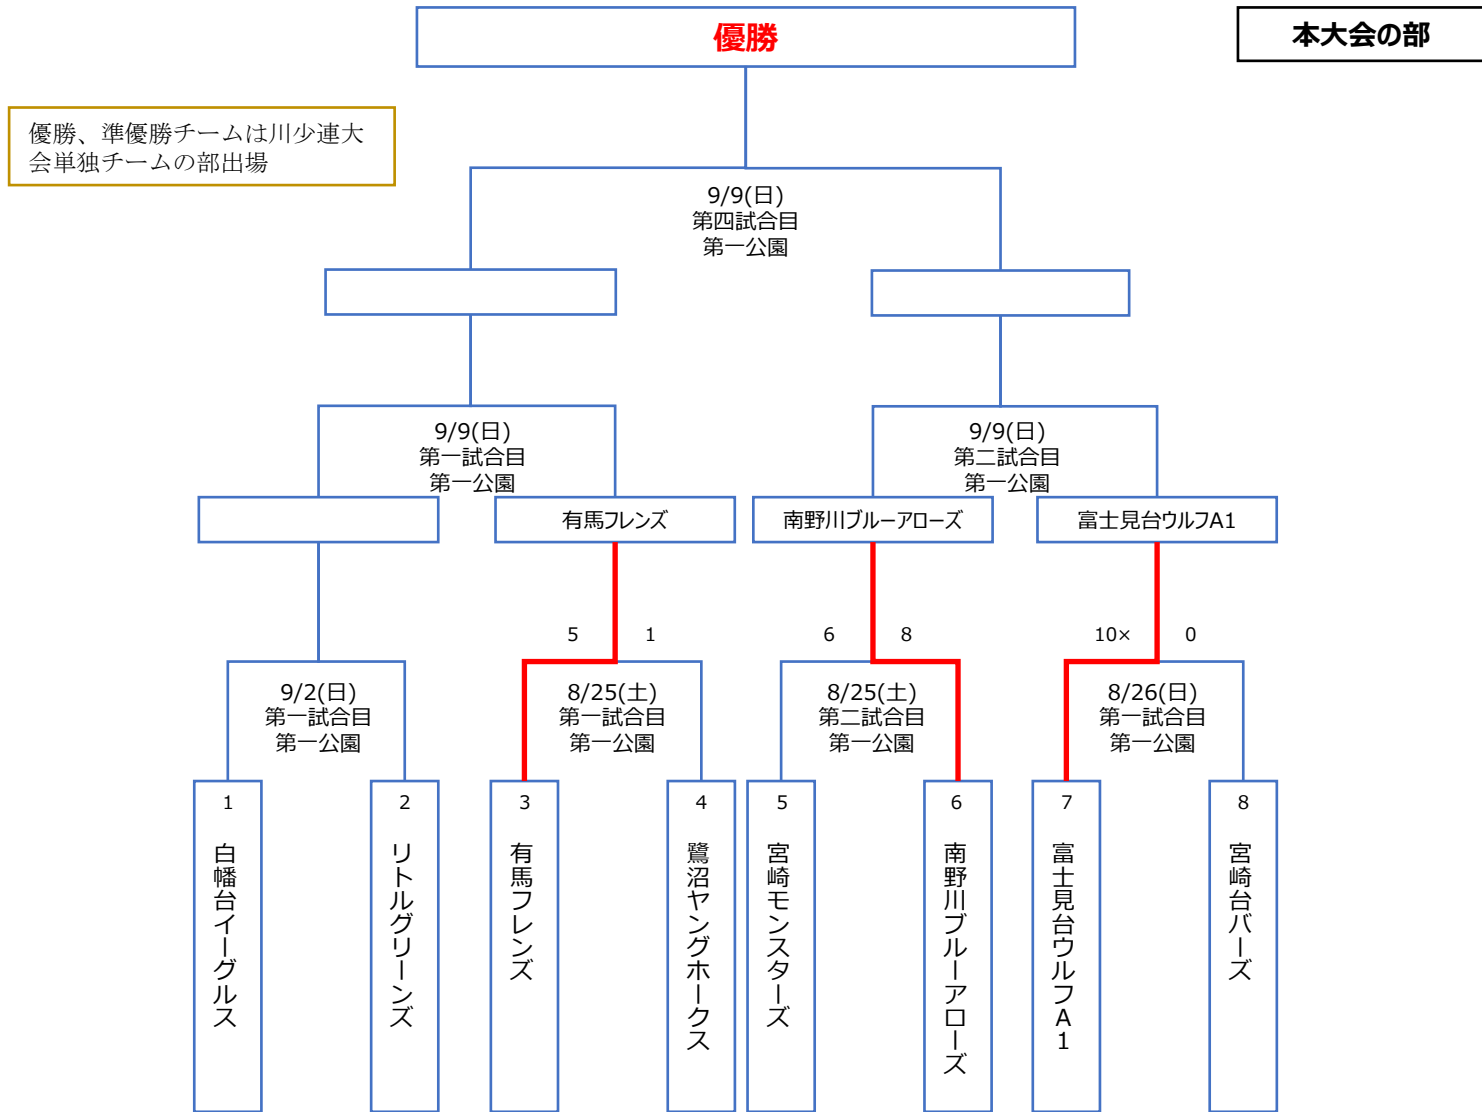 優勝
本大会の部
優勝、準優勝チームは川少連大
会単独チームの部出場
9/9(日)
第四試合目
第一公園
9/9(日)
第一試合目
第一公園
9/9(日)
第二試合目
第一公園
有馬フレンズ
南野川ブルーアローズ
富士見台ウルフA1
5
1
6
8
10×
0
9/2(日)
第一試合目
第一公園
8/25(土)
第一試合目
第一公園
8/25(土)
第二試合目
第一公園
8/26(日)
第一試合目
第一公園
1
白幡台イーグルス
2
リトルグリーンズ
3
有馬フレンズ
4
鷺沼ヤングホークス
5
宮崎モンスターズ
6
南野川ブルーアローズ
7
富士見台ウルフA1
8
宮崎台バーズ